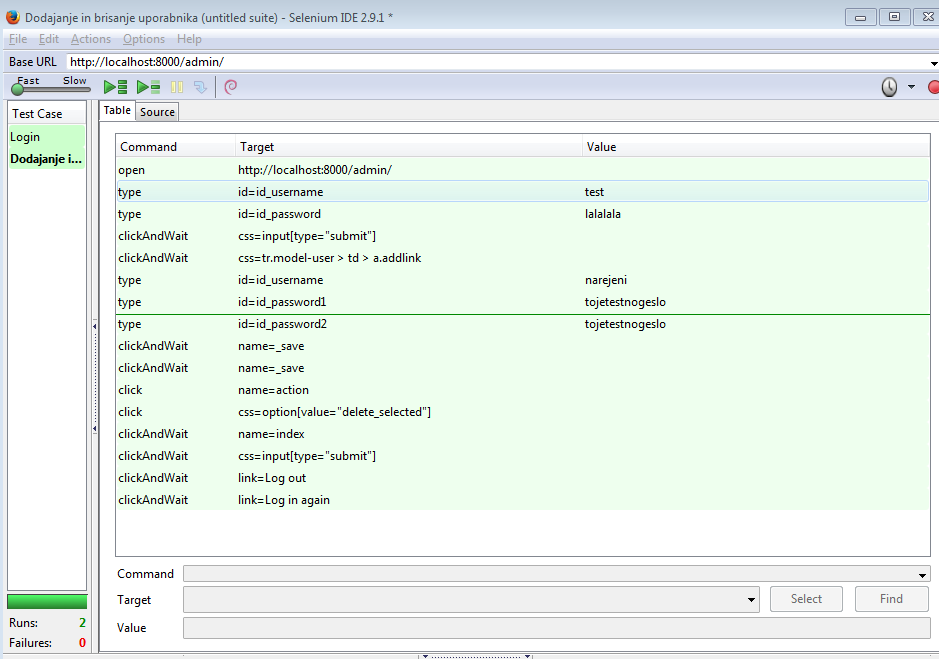 Dodajanje in brisanje uporabnika (untitled suite) - Selenium IDE 2.9.1 *
File Edit Actions Options Help
Base URL http://localhost:8000/admin/
Fast Slow
Test Case
Login
Dodajanje i...
Table Source
Command Target Value
open http://localhost:8000/admin/
type id=id_username test
type id=id_password lalalala
clickAndWait css=input[type="submit"]
clickAndWait css=tr.model-user > td > a.addlink
type id=id_username narejeni
type id=id_password1 tojetestnogeslo
type id=id_password2 tojetestnogeslo
clickAndWait name=_save
clickAndWait name=_save
click name=action
click css=option[value="delete_selected"]
clickAndWait name=index
clickAndWait css=input[type="submit"]
clickAndWait link=Log out
clickAndWait link=Log in again
Command
Target Select Find
Value
Runs: 2
Failures: 0